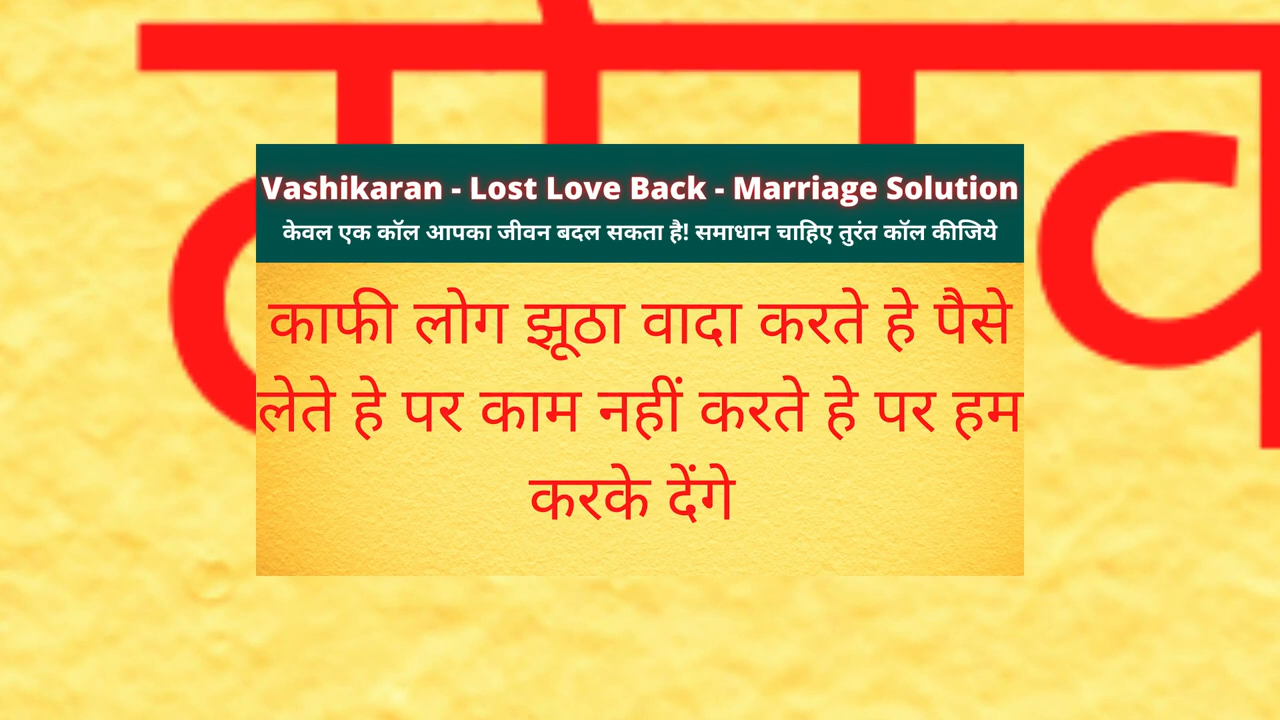 Vashikaran - Lost Love Back - Marriage Solution
केवल एक कॉल आपका जीवन बदल सकता है! समाधान चाहिए तुरंत कॉल कीजिये
काफी लोग झूठा वादा करते हे पैसे
लेते हे पर काम नहीं करते हे पर हम
करके देंगे